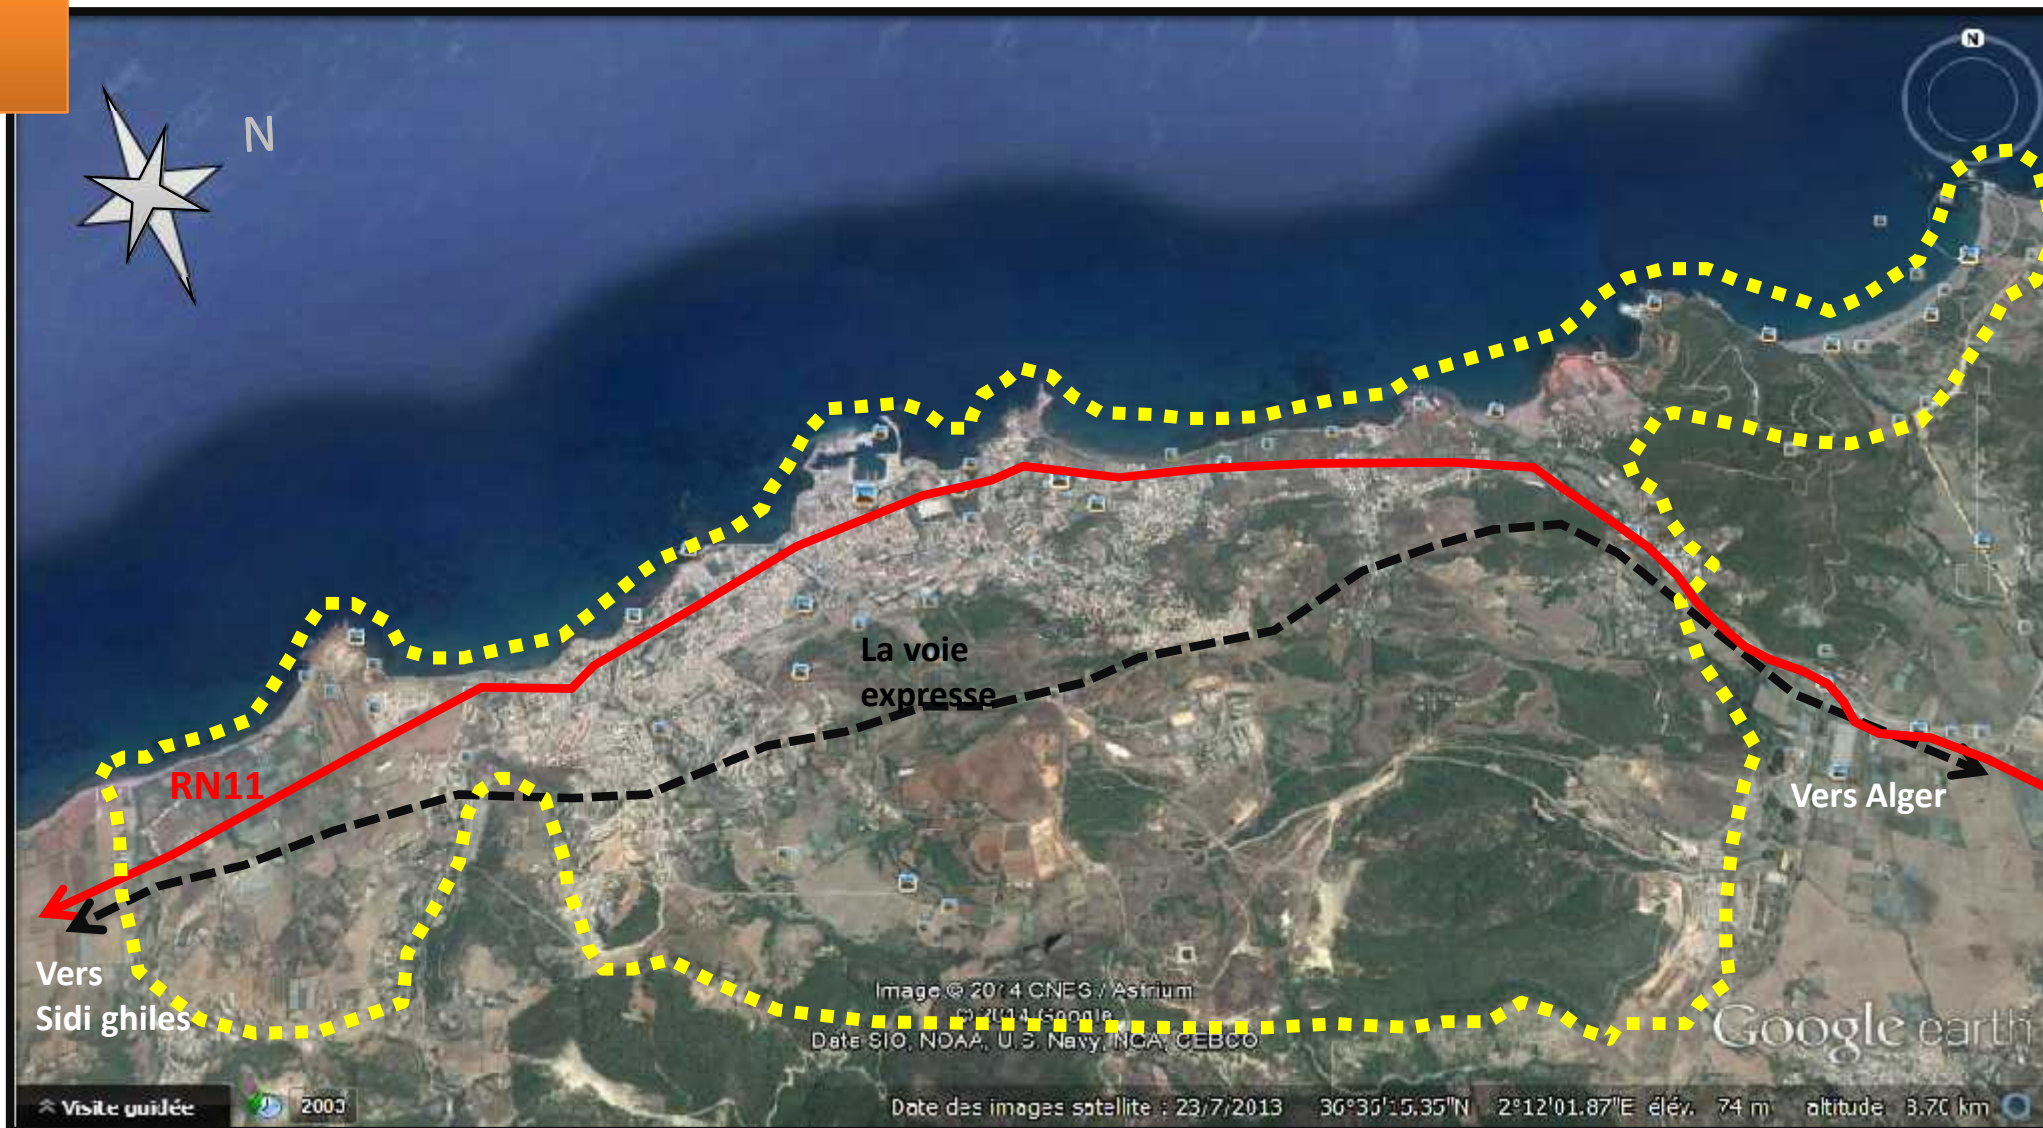 N
N
La voie
expresse
RN11
Vers Alger
Vers
Sidi ghiles
Image © 2014 CNES / Astrium
© 2014 Google
Data SIO, NOAA, U.S. Navy, NGA, GEBCO
Google earth
Visite guidée
2003
Date des images satellite : 23/7/2013 36°35'15.35"N 2°12'01.87"E élév. 74 m altitude 3.70 km